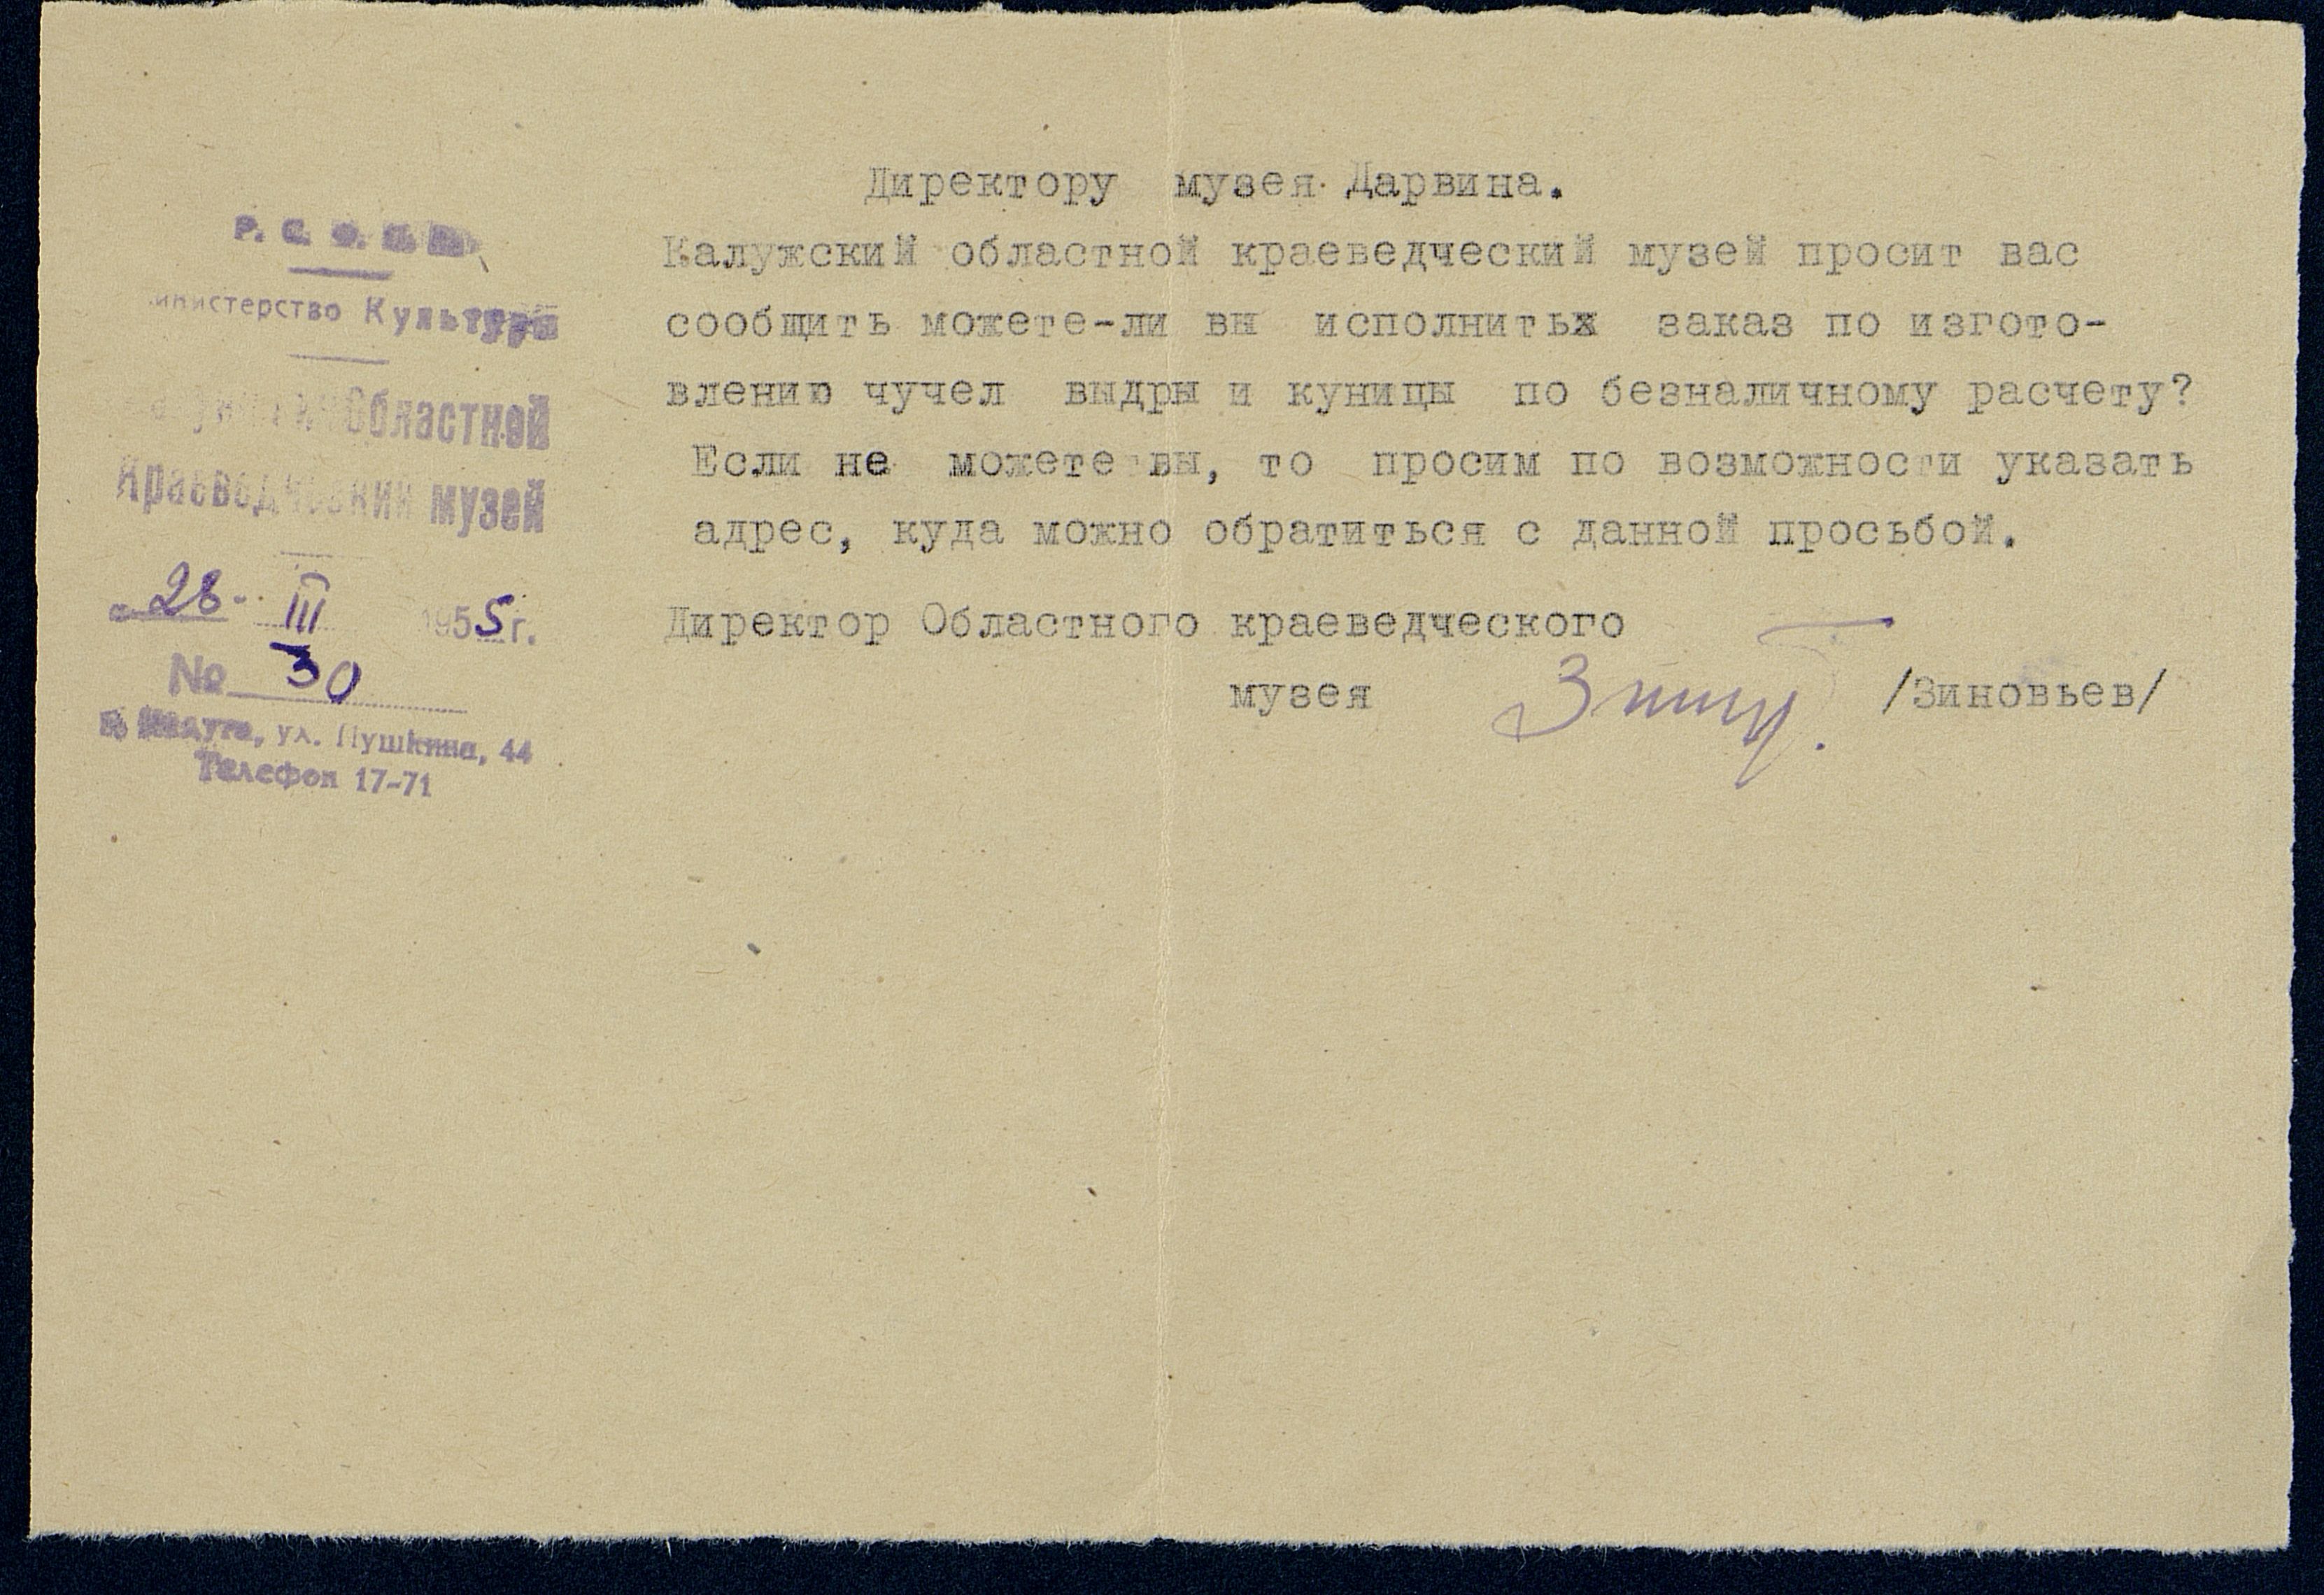 Министерство Культуры
Областной
Краеведческий музей
28 III 1955 г.
№ 30
г. Калуга, ул. Пушкина, 44
Телефон 17-71
Директору музея Дарвина.
Калужский областной краеведческий музей просит вас
сообщить можете-ли вы исполнитьх заказ по изгото-
влению чучел выдры и куницы по безналичному расчету?
Если не можете вы, то просим по возможности указать
адрес, куда можно обратиться с данной просьбой.
Директор Областного краеведческого
музея /Зиновьев/